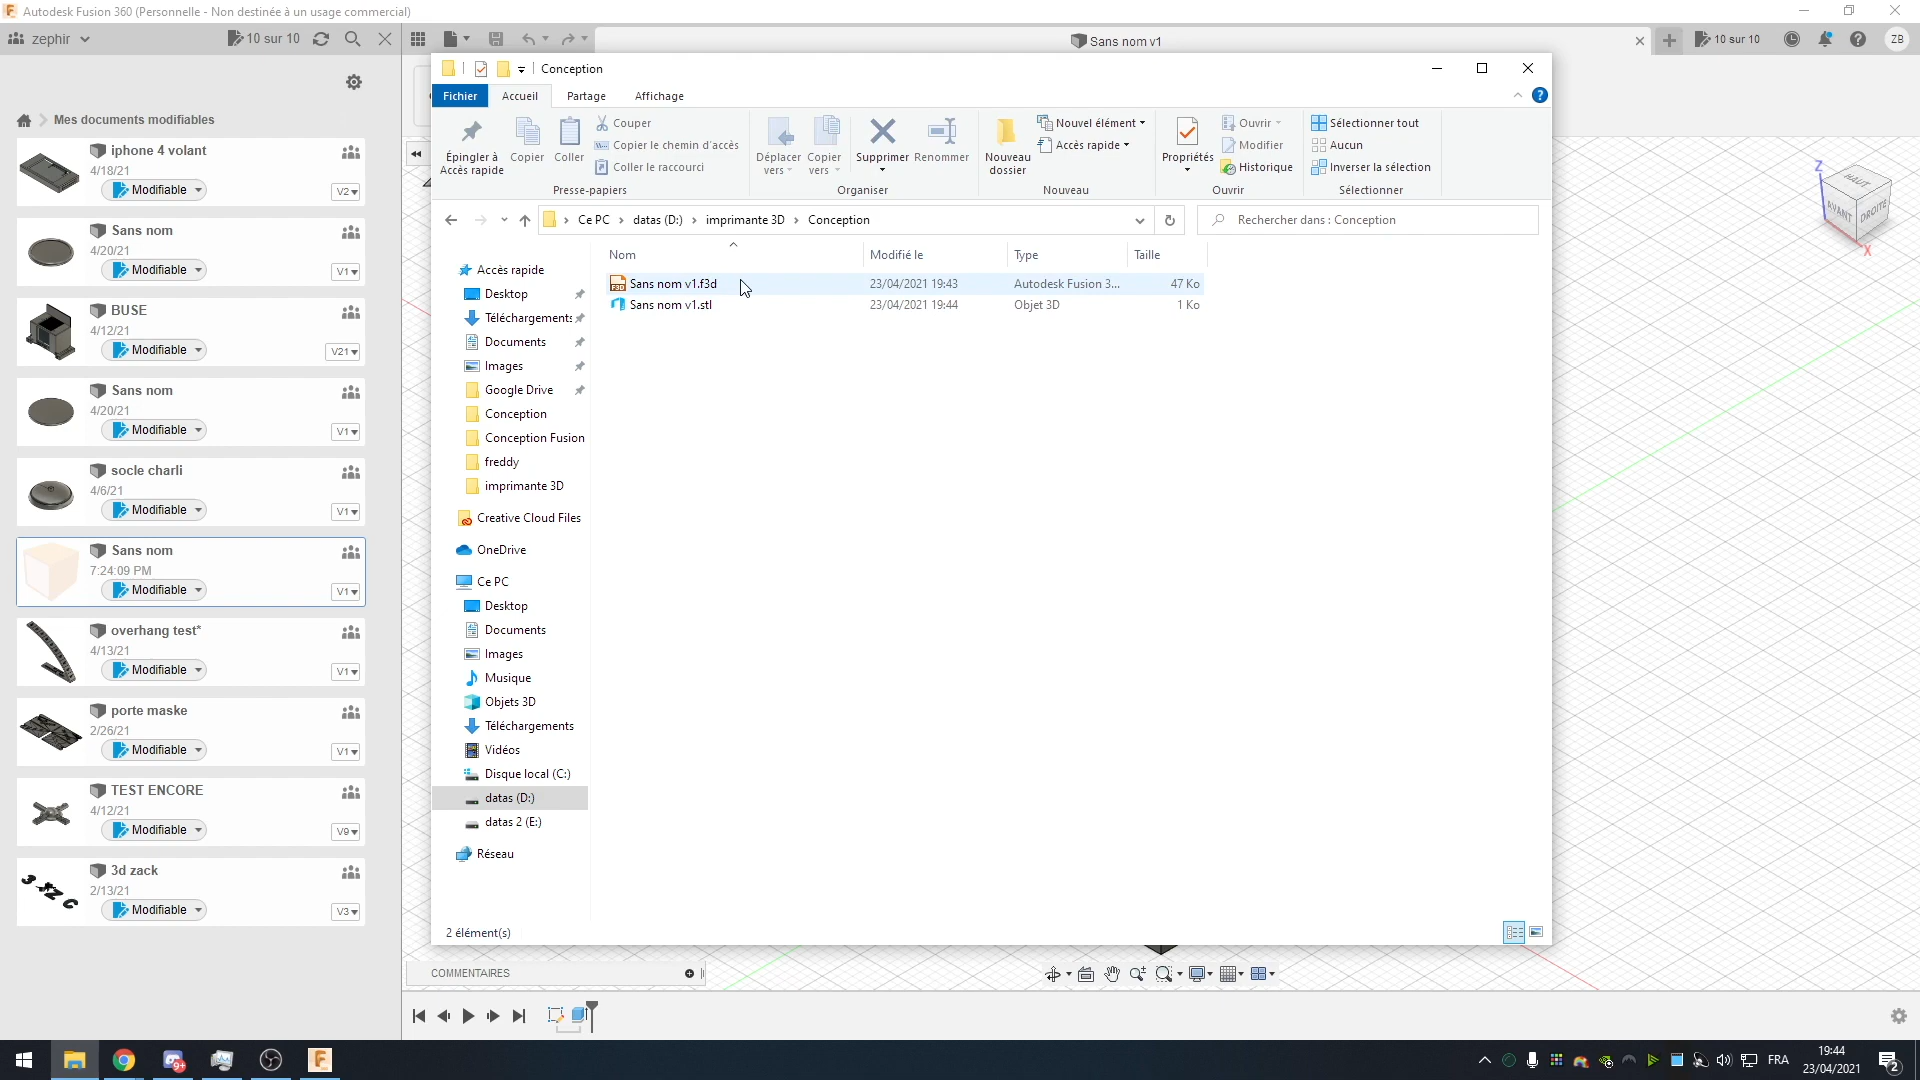 Autodesk Fusion 360 (Personnelle - Non destinée à un usage commercial)
zephir
10 sur 10
Sans nom v1
10 sur 10
ZB
Mes documents modifiables
iphone 4 volant
4/18/21
Modifiable
V2
Sans nom
4/20/21
Modifiable
V1
BUSE
4/12/21
Modifiable
V21
Sans nom
4/20/21
Modifiable
V1
socle charli
4/6/21
Modifiable
V1
Sans nom
7:24:09 PM
Modifiable
V1
overhang test*
4/13/21
Modifiable
V1
porte maske
2/26/21
Modifiable
V1
TEST ENCORE
4/12/21
Modifiable
V9
3d zack
2/13/21
Modifiable
V3
Conception
Fichier
Accueil
Partage
Affichage
Épingler à
Accès rapide
Copier
Coller
Couper
Copier le chemin d'accès
Coller le raccourci
Presse-papiers
Déplacer
vers
Copier
vers
Supprimer
Renommer
Organiser
Nouveau
dossier
Nouvel élément
Accès rapide
Nouveau
Propriétés
Ouvrir
Modifier
Historique
Ouvrir
Sélectionner tout
Aucun
Inverser la sélection
Sélectionner
Ce PC
datas (D:)
imprimante 3D
Conception
Rechercher dans : Conception
Nom
Modifié le
Type
Taille
Sans nom v1.f3d
23/04/2021 19:43
Autodesk Fusion 3...
47 Ko
Sans nom v1.stl
23/04/2021 19:44
Objet 3D
1 Ko
Accès rapide
Desktop
Téléchargements
Documents
Images
Google Drive
Conception
Conception Fusion
freddy
imprimante 3D
Creative Cloud Files
OneDrive
Ce PC
Desktop
Documents
Images
Musique
Objets 3D
Téléchargements
Vidéos
Disque local (C:)
datas (D:)
datas 2 (E:)
Réseau
2 élément(s)
Z
HAUT
AVANT
DROITE
X
COMMENTAIRES
FRA
19:44
23/04/2021
2